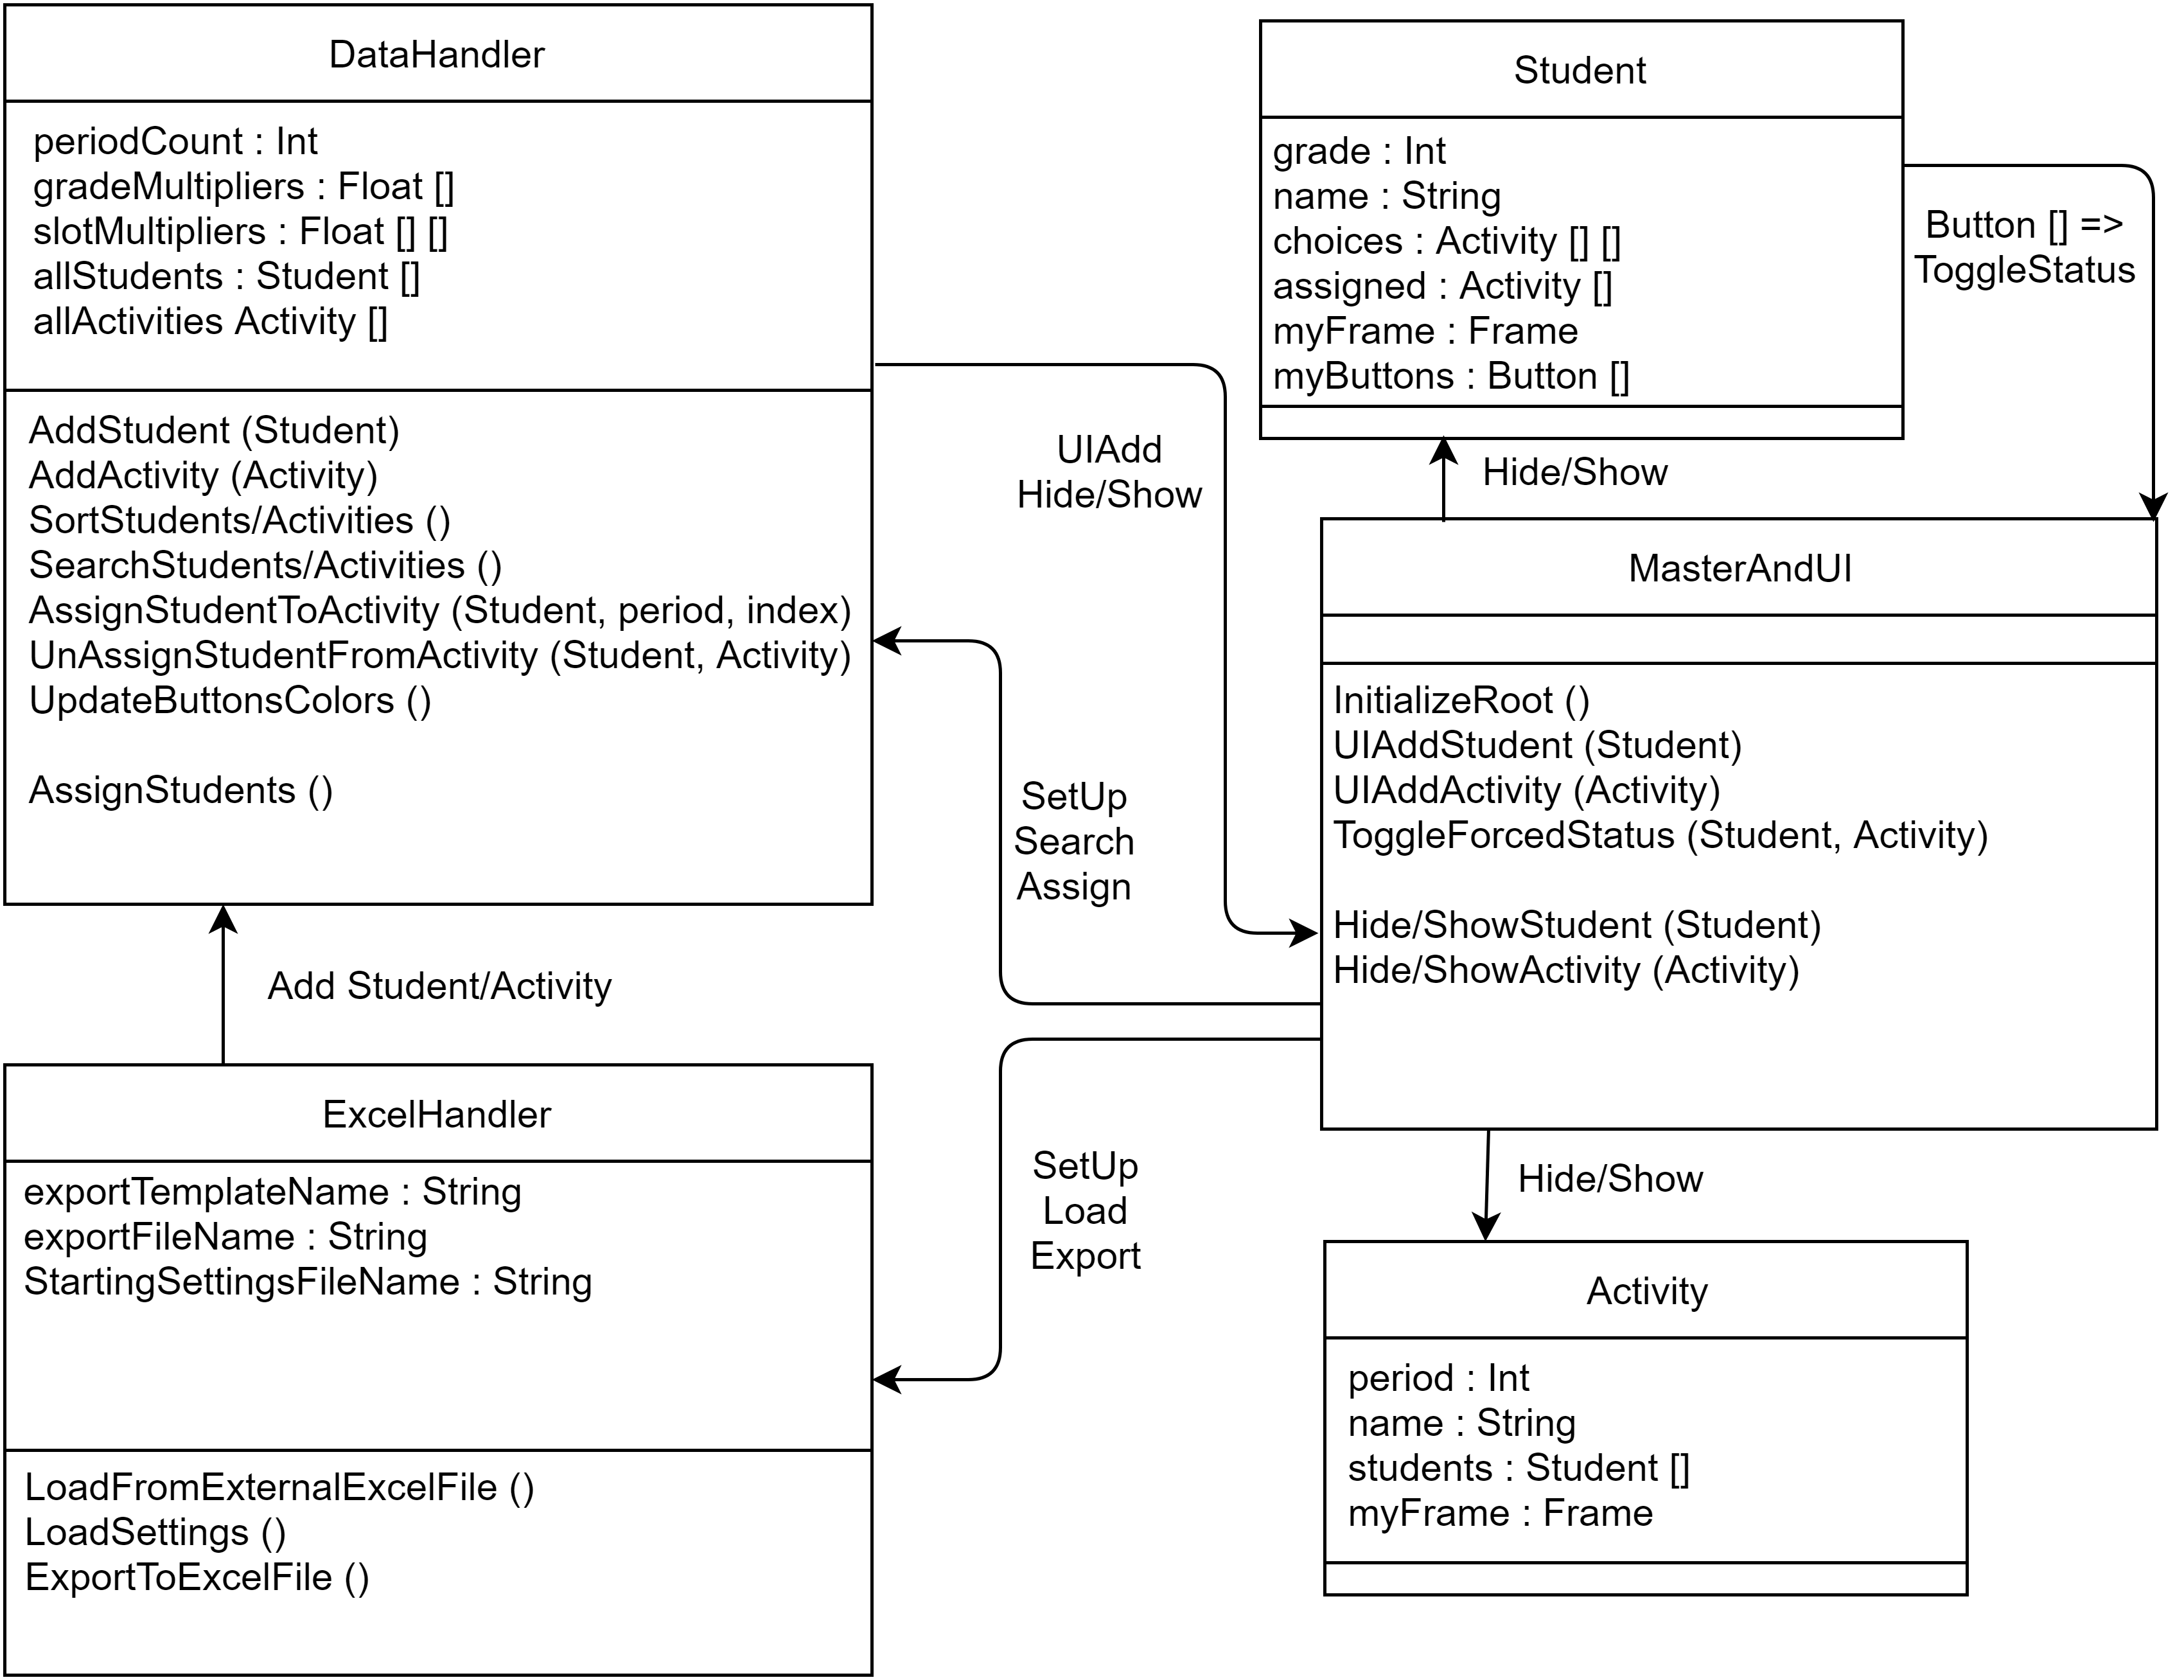 DataHandler
periodCount : Int
gradeMultipliers : Float []
slotMultipliers : Float [] []
allStudents : Student []
allActivities Activity []
AddStudent (Student)
AddActivity (Activity)
SortStudents/Activities ()
SearchStudents/Activities ()
AssignStudentToActivity (Student, period, index)
UnAssignStudentFromActivity (Student, Activity)
UpdateButtonsColors ()
AssignStudents ()
Student
grade : Int
name : String
choices : Activity [] []
assigned : Activity []
myFrame : Frame
myButtons : Button []
Button [] =>
ToggleStatus
UIAdd
Hide/Show
Hide/Show
MasterAndUI
InitializeRoot ()
UIAddStudent (Student)
UIAddActivity (Activity)
ToggleForcedStatus (Student, Activity)
Hide/ShowStudent (Student)
Hide/ShowActivity (Activity)
SetUp
Search
Assign
Add Student/Activity
ExcelHandler
exportTemplateName : String
exportFileName : String
StartingSettingsFileName : String
LoadFromExternalExcelFile ()
LoadSettings ()
ExportToExcelFile ()
SetUp
Load
Export
Hide/Show
Activity
period : Int
name : String
students : Student []
myFrame : Frame